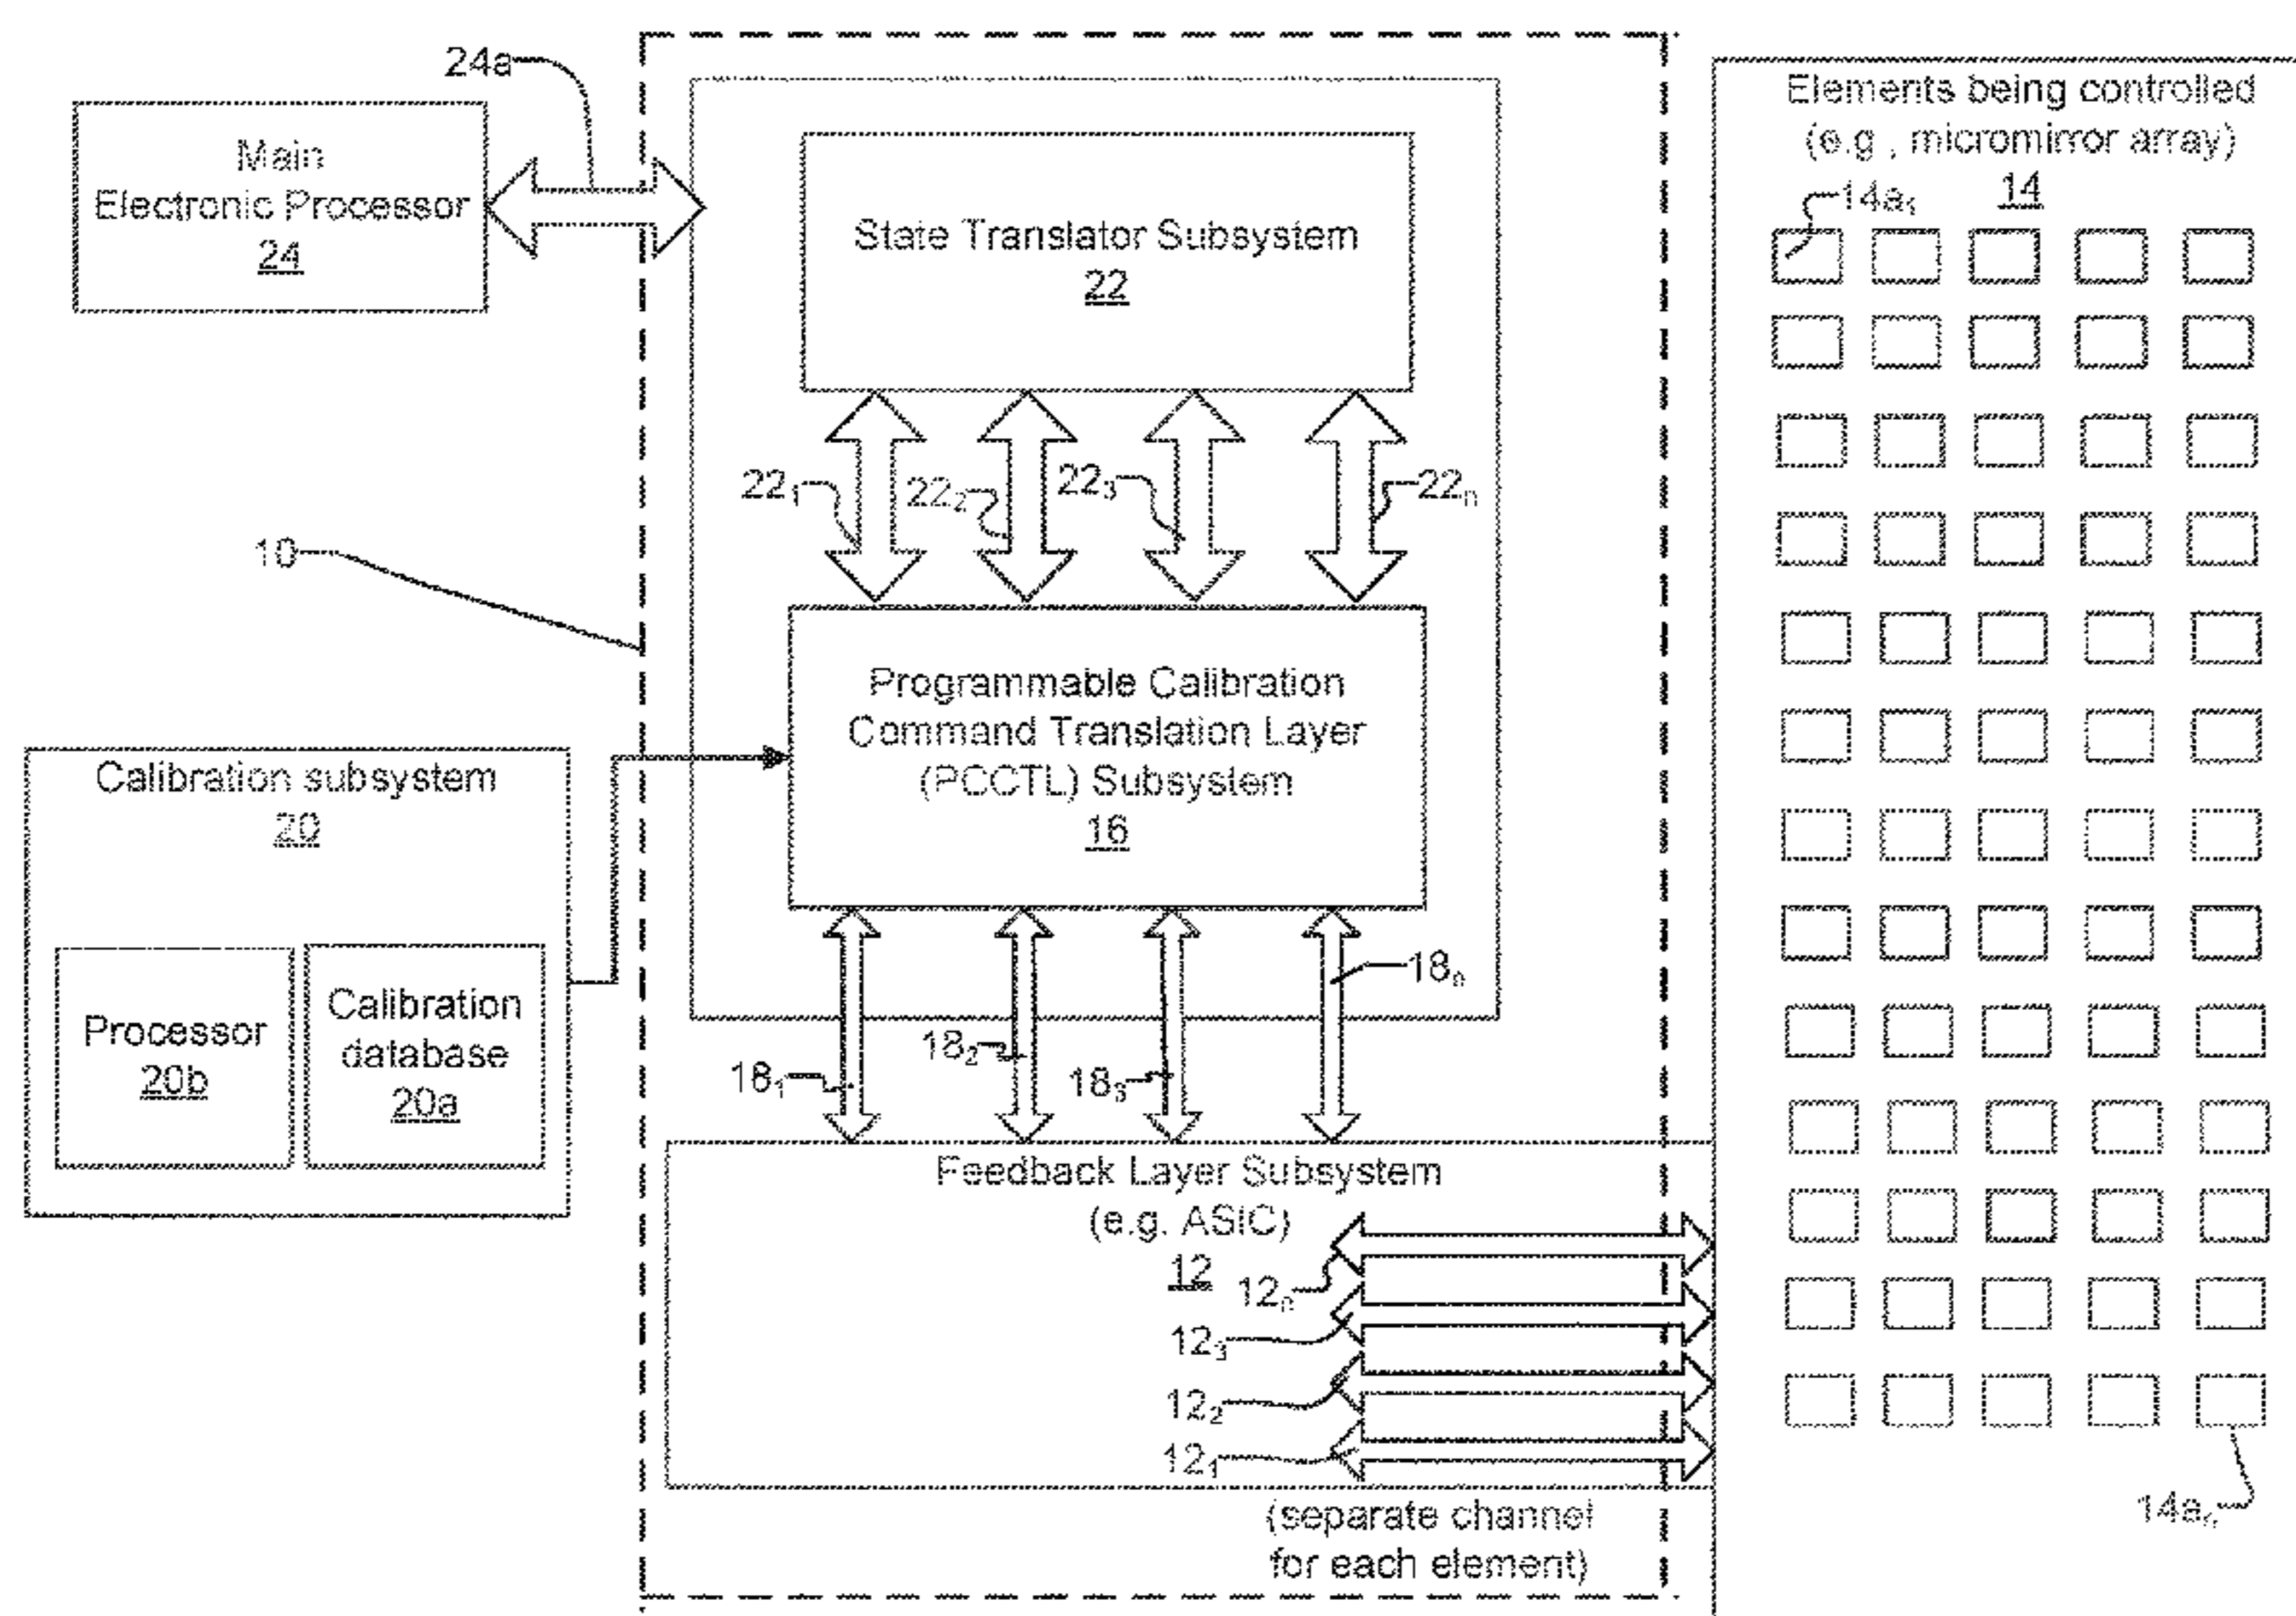 24a
Main
Electronic Processor
24
State Translator Subsystem
22
Elements being controlled
(e.g., micromirror array)
14
14a₁
22₁
22₂
22₃
22ₙ
10
Programmable Calibration
Command Translation Layer
(PCCTL) Subsystem
16
Calibration subsystem
20
Processor
20b
Calibration
database
20a
18₁
18₂
18₃
18ₙ
Feedback Layer Subsystem
(e.g. ASIC)
12
12ₙ
12₃
12₂
12₁
(separate channel
for each element)
14aₙ